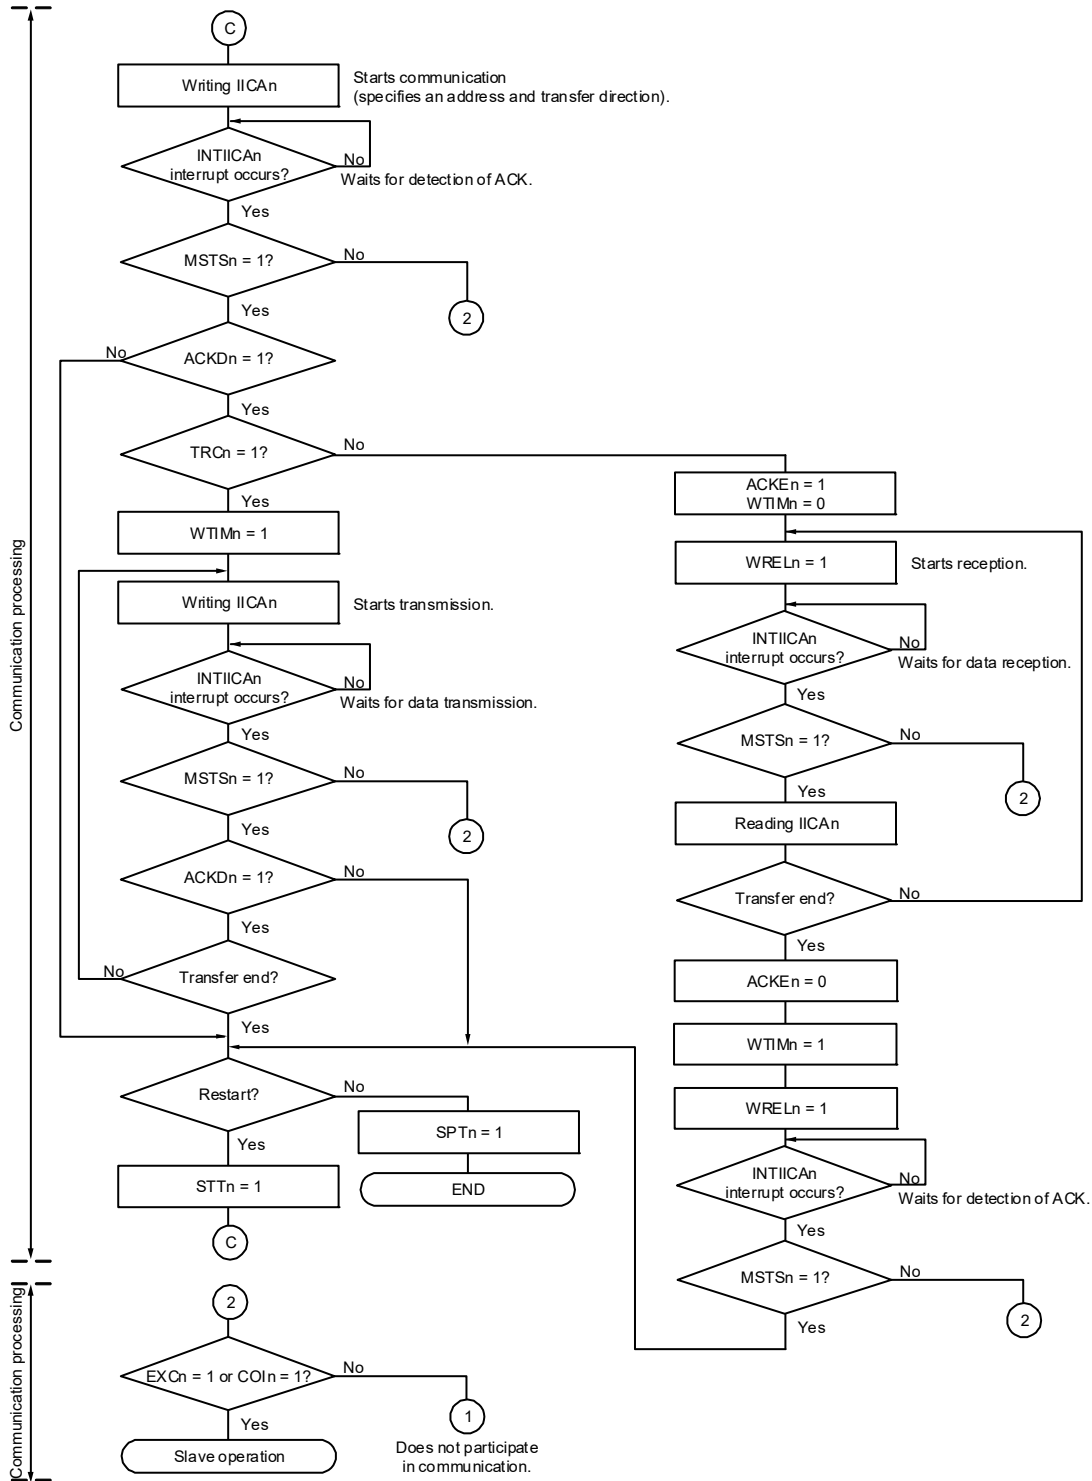 C
Writing IICAn
Starts communication
(specifies an address and transfer direction).
INTIICAn
interrupt occurs?
No
Waits for detection of ACK.
Yes
MSTSn = 1?
No
Yes
2
No
ACKDn = 1?
Yes
TRCn = 1?
No
Yes
WTIMn = 1
Writing IICAn
Starts transmission.
INTIICAn
interrupt occurs?
No
Waits for data transmission.
Yes
MSTSn = 1?
No
Yes
2
ACKDn = 1?
No
Yes
No
Transfer end?
Yes
Restart?
No
SPTn = 1
END
Yes
STTn = 1
C
ACKEn = 1
WTIMn = 0
WRELn = 1
Starts reception.
INTIICAn
interrupt occurs?
No
Waits for data reception.
Yes
MSTSn = 1?
No
Yes
2
Reading IICAn
Transfer end?
No
Yes
ACKEn = 0
WTIMn = 1
WRELn = 1
INTIICAn
interrupt occurs?
No
Waits for detection of ACK.
Yes
MSTSn = 1?
No
Yes
2
Communication processing
2
EXCn = 1 or COIn = 1?
No
1
Does not participate
in communication.
Yes
Slave operation
Communication processing